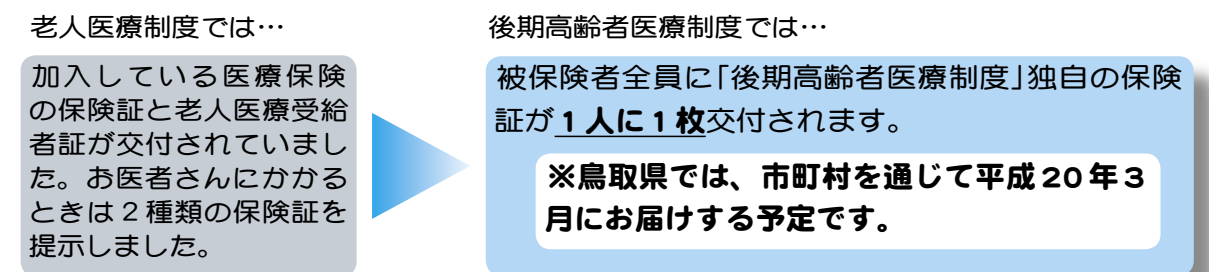 老人医療制度では…
加入している医療保険
の保険証と老人医療受給
者証が交付されていまし
た。お医者さんにかかる
ときは2種類の保険証を
提示しました。
後期高齢者医療制度では…
被保険者全員に「後期高齢者医療制度」独自の保険
証が1人に1枚交付されます。
※鳥取県では、市町村を通じて平成20年3
月にお届けする予定です。